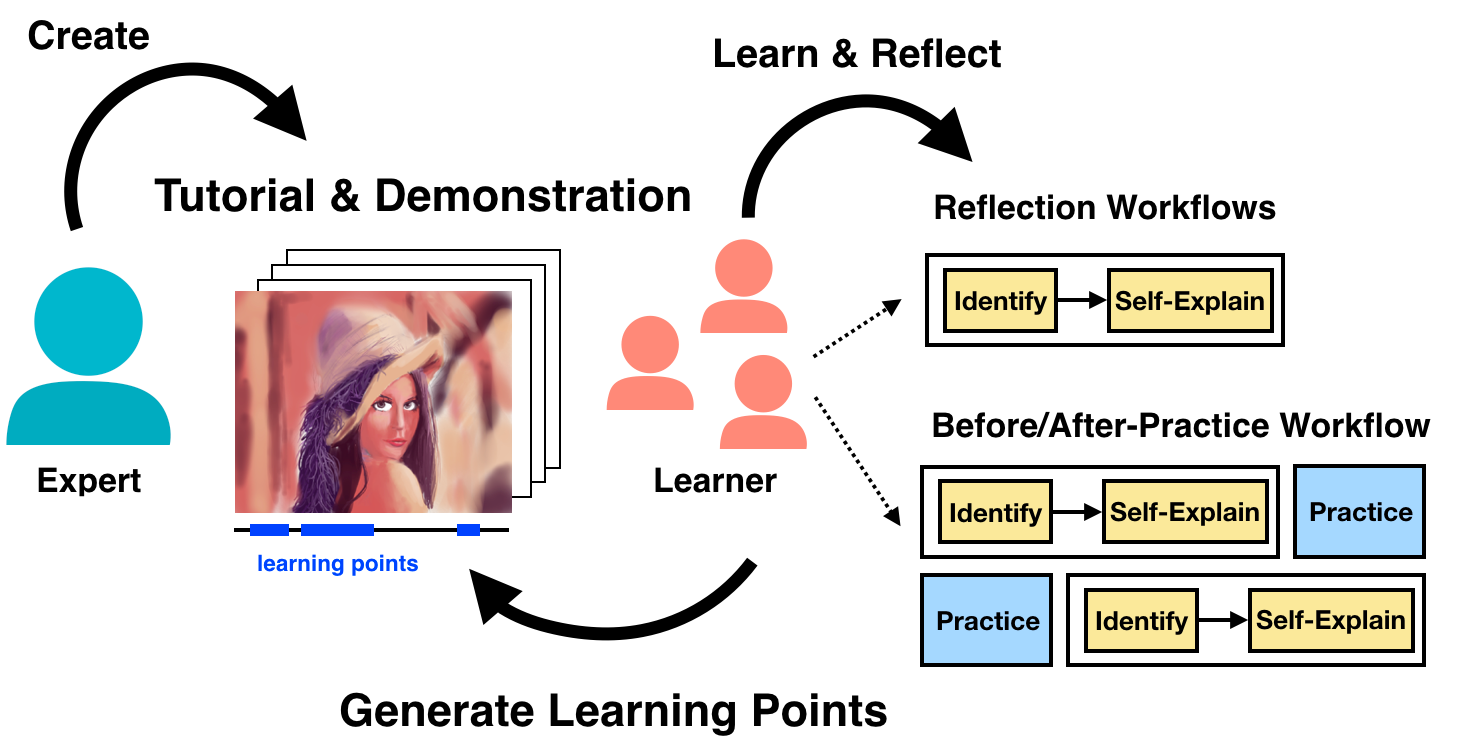 Create
Learn & Reflect
Tutorial & Demonstration
Reflection Workflows
Identify
Self-Explain
Before/After-Practice Workflow
Expert
learning points
Learner
Identify
Self-Explain
Practice
Practice
Identify
Self-Explain
Generate Learning Points